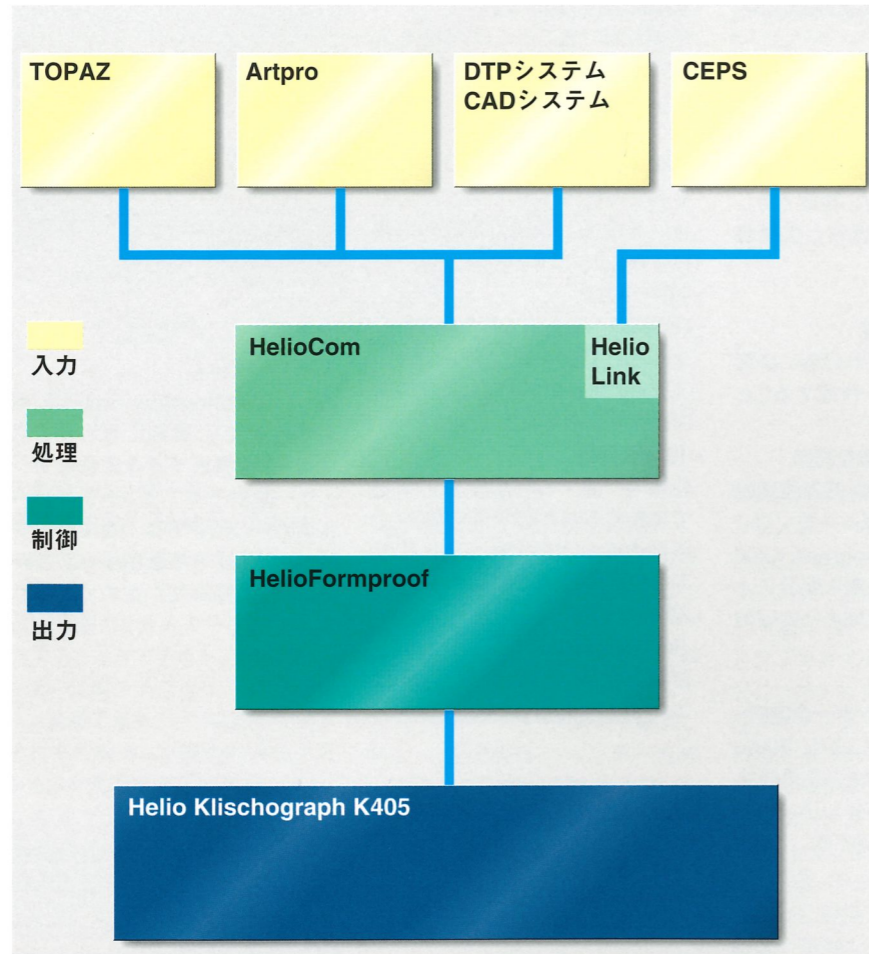 TOPAZ
Artpro
DTPシステム
CADシステム
CEPS
HelioCom
Helio
Link
入力
処理
制御
出力
HelioFormproof
Helio Klischograph K405